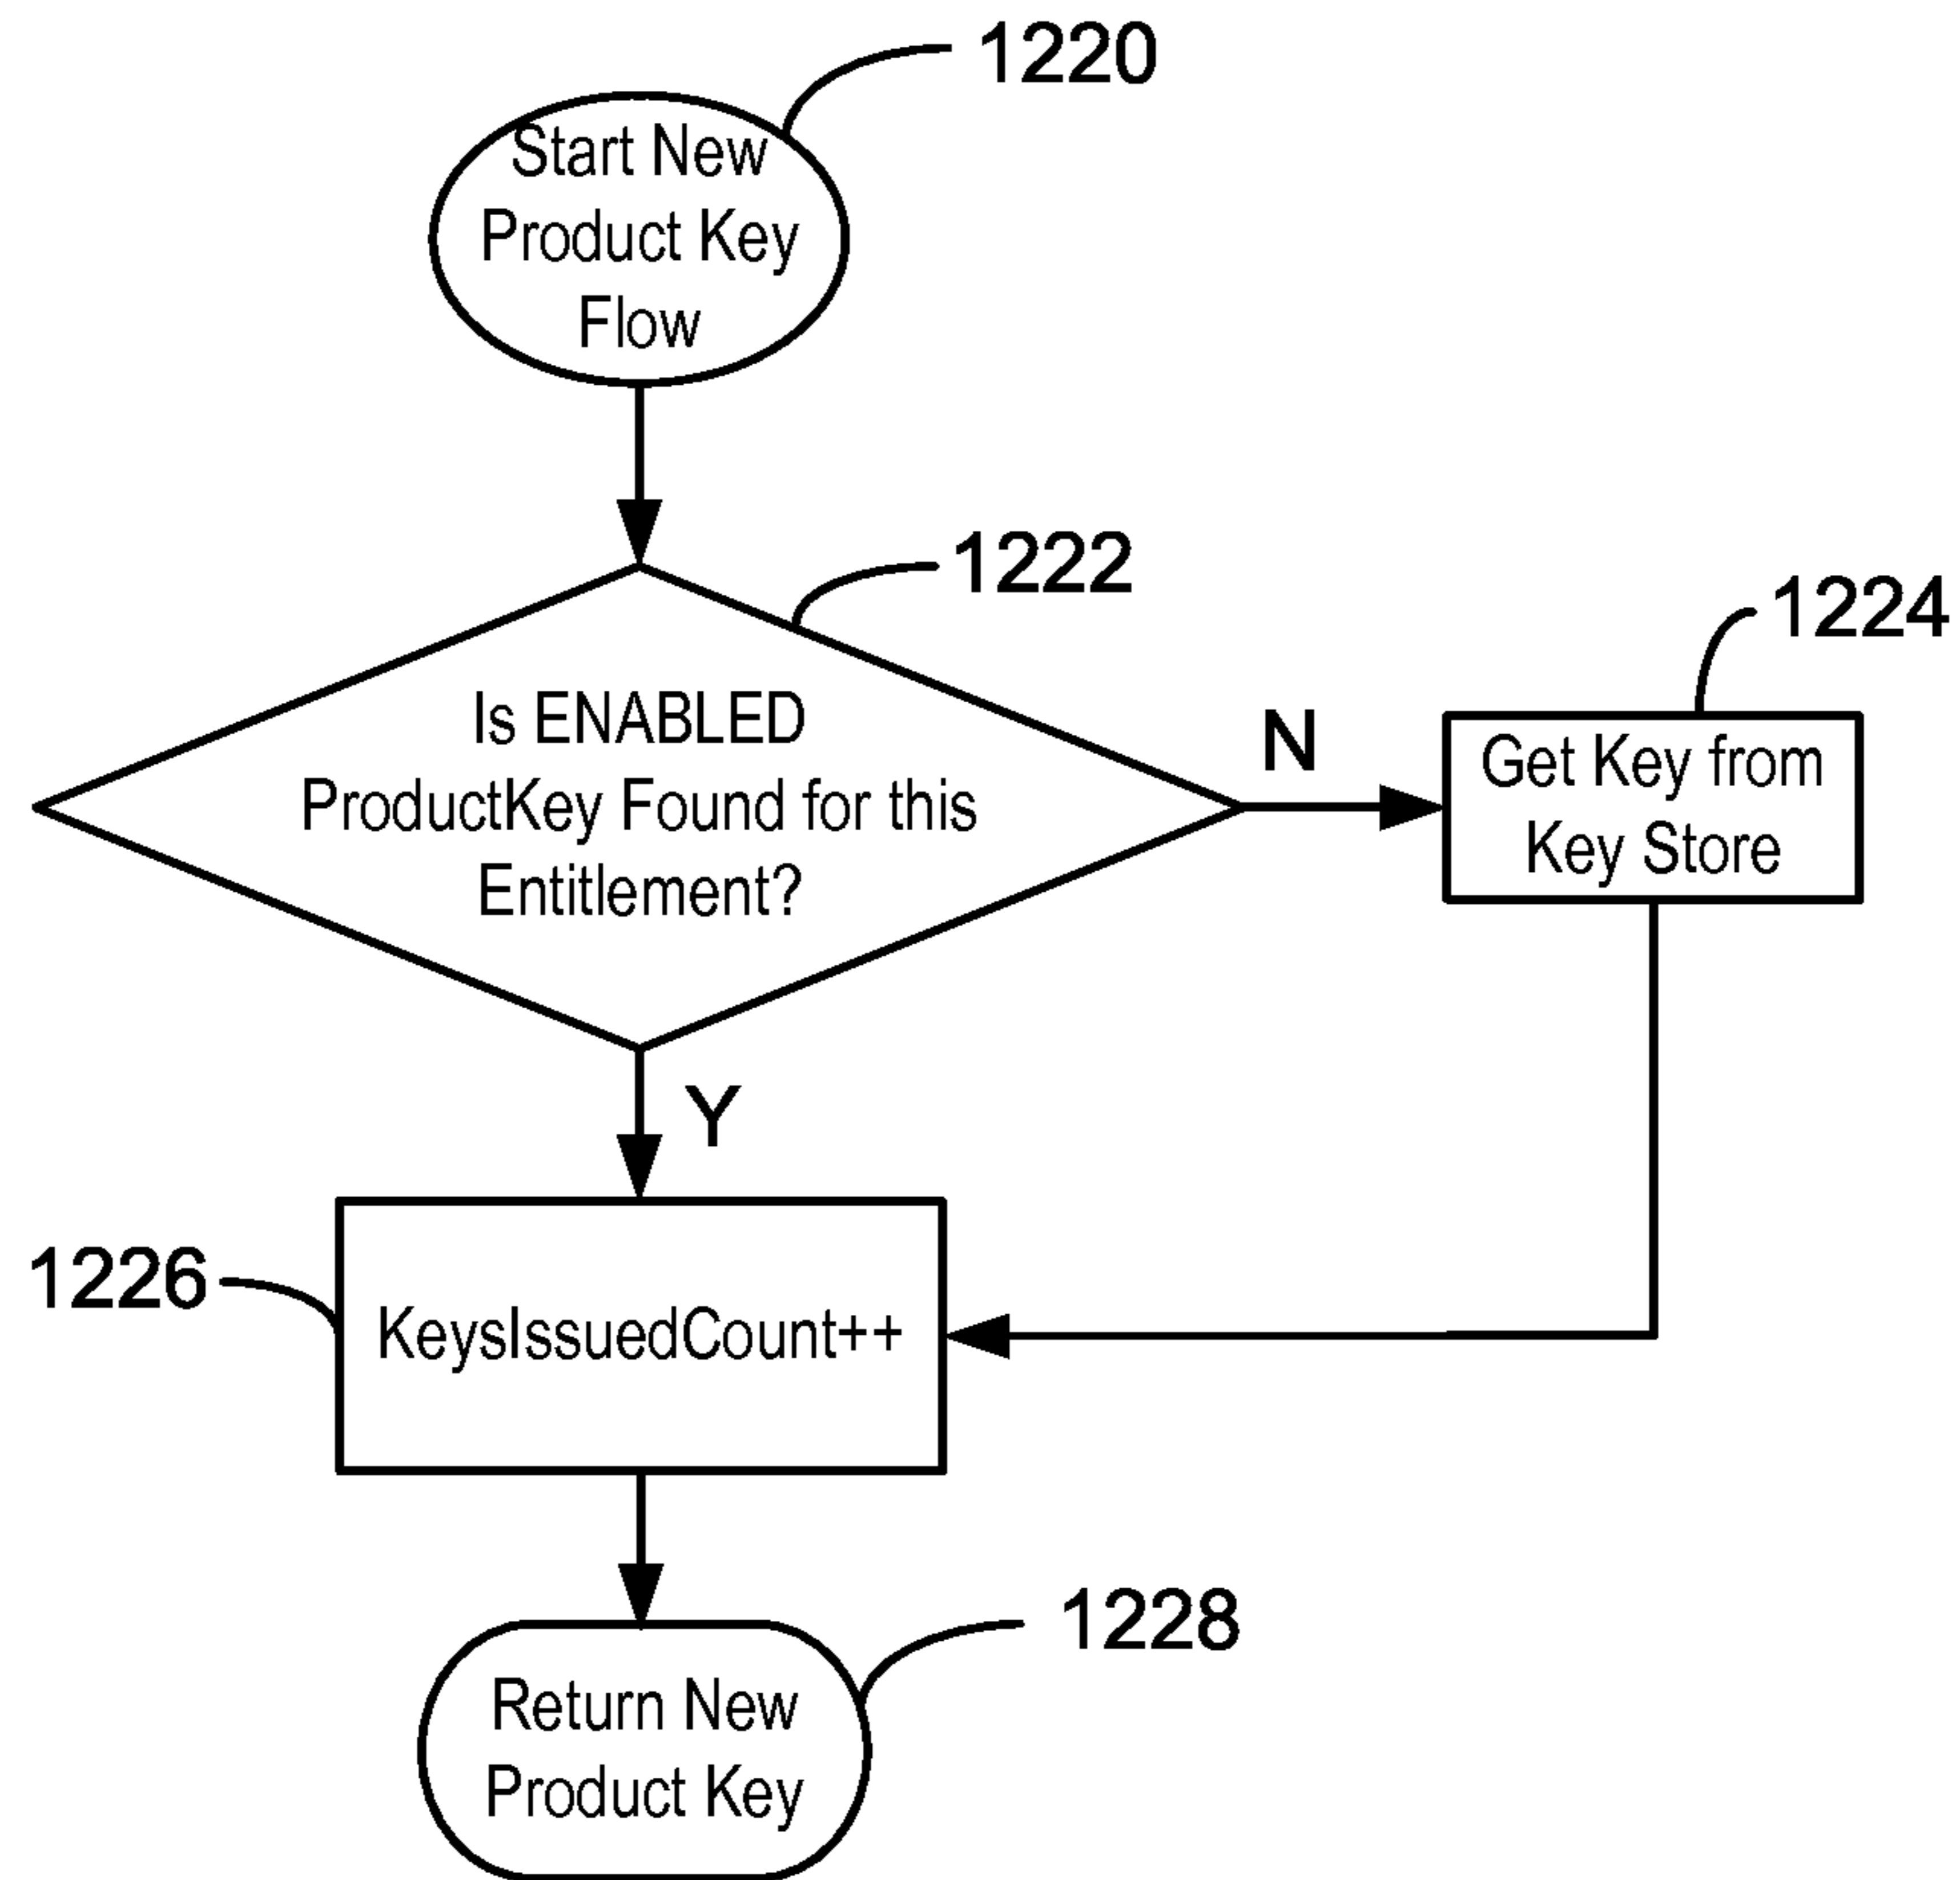 1220
Start New
Product Key
Flow
1222
Is ENABLED
ProductKey Found for this
Entitlement?
N
1224
Get Key from
Key Store
Y
1226
KeysIssuedCount++
1228
Return New
Product Key